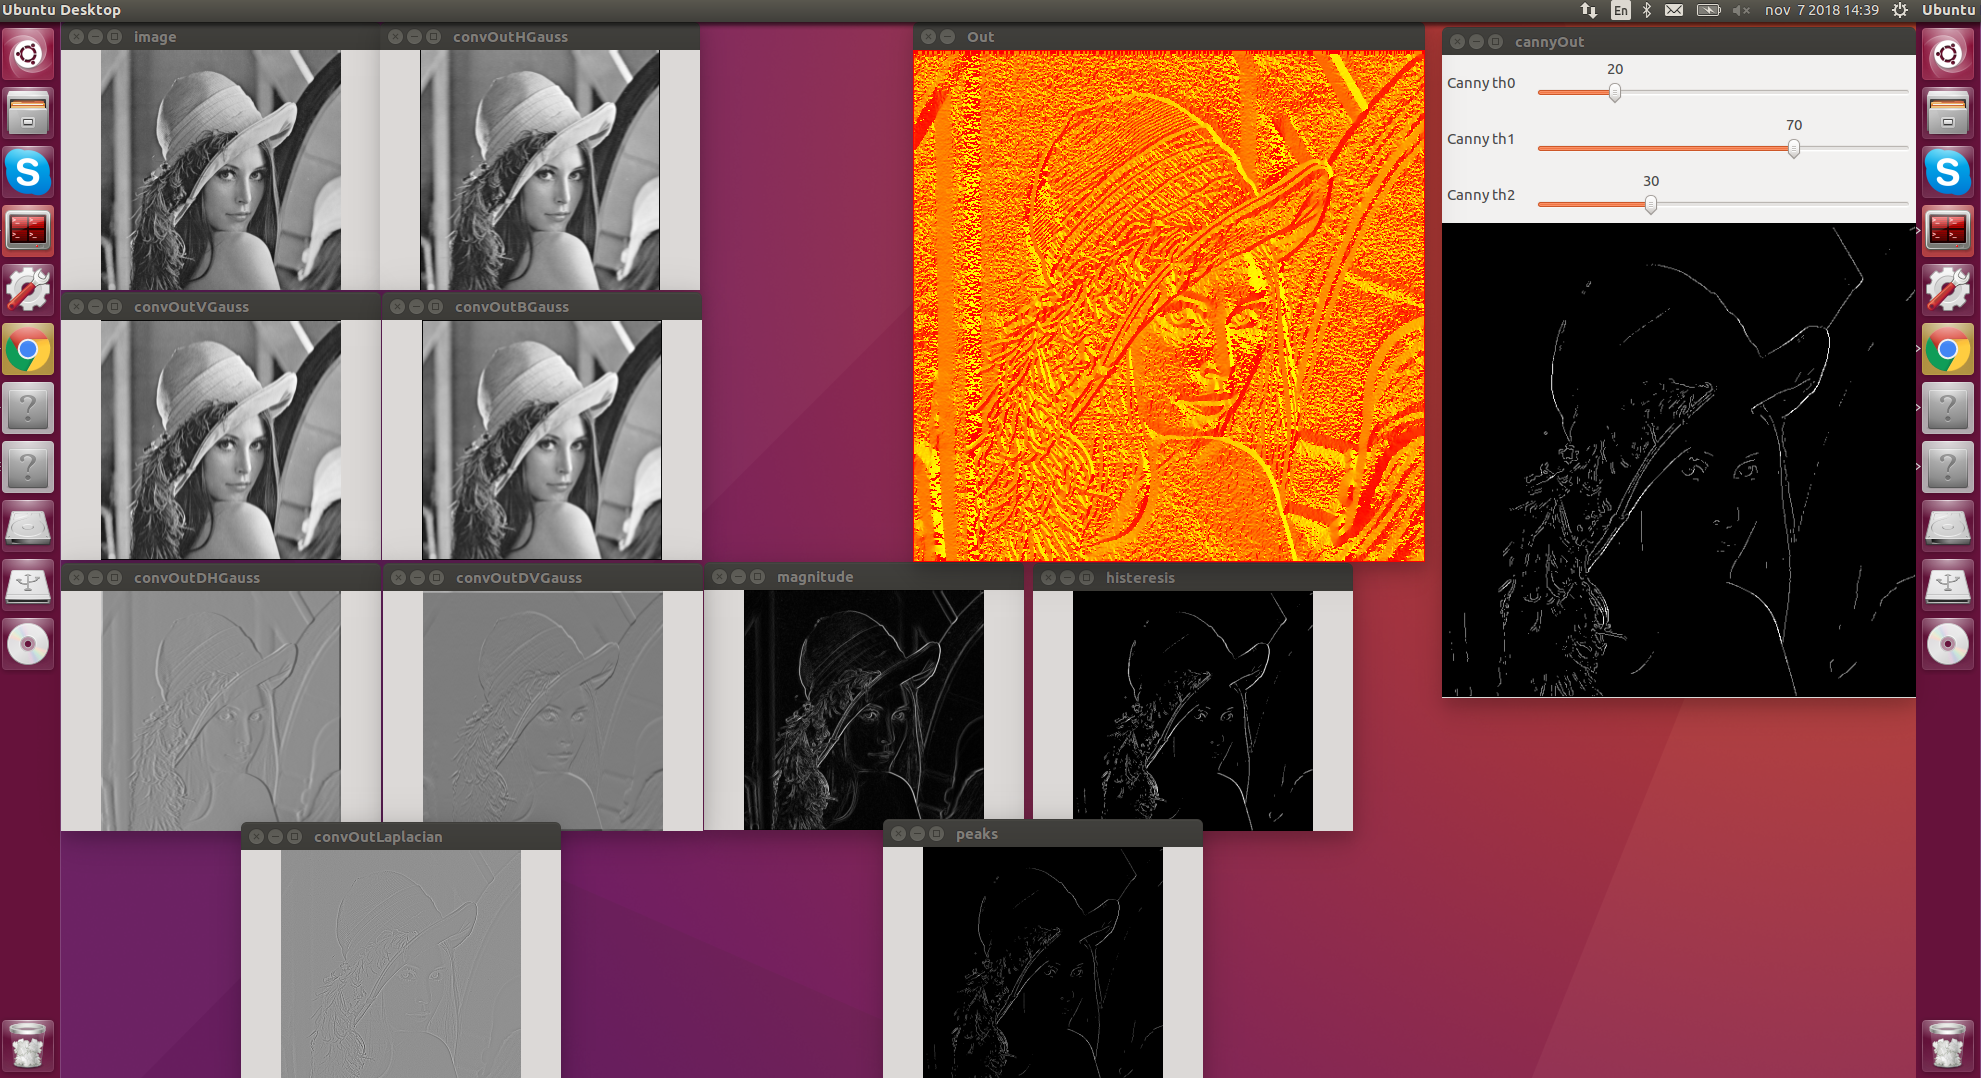 Ubuntu Desktop
En
nov 7 2018 14:39
Ubuntu
image
convOutHGauss
Out
cannyOut
20
Canny th0
70
Canny th1
30
Canny th2
convOutVGauss
convOutBGauss
convOutDHGauss
convOutDVGauss
magnitude
histeresis
convOutLaplacian
peaks